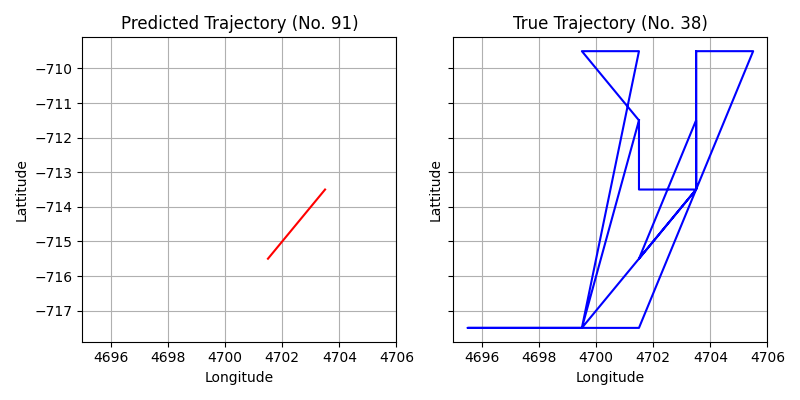 Predicted Trajectory (No. 91)
True Trajectory (No. 38)
Lattitude
−710
−711
−712
−713
−714
−715
−716
−717
4696 4698 4700 4702 4704 4706
Longitude
Lattitude
4696 4698 4700 4702 4704 4706
Longitude